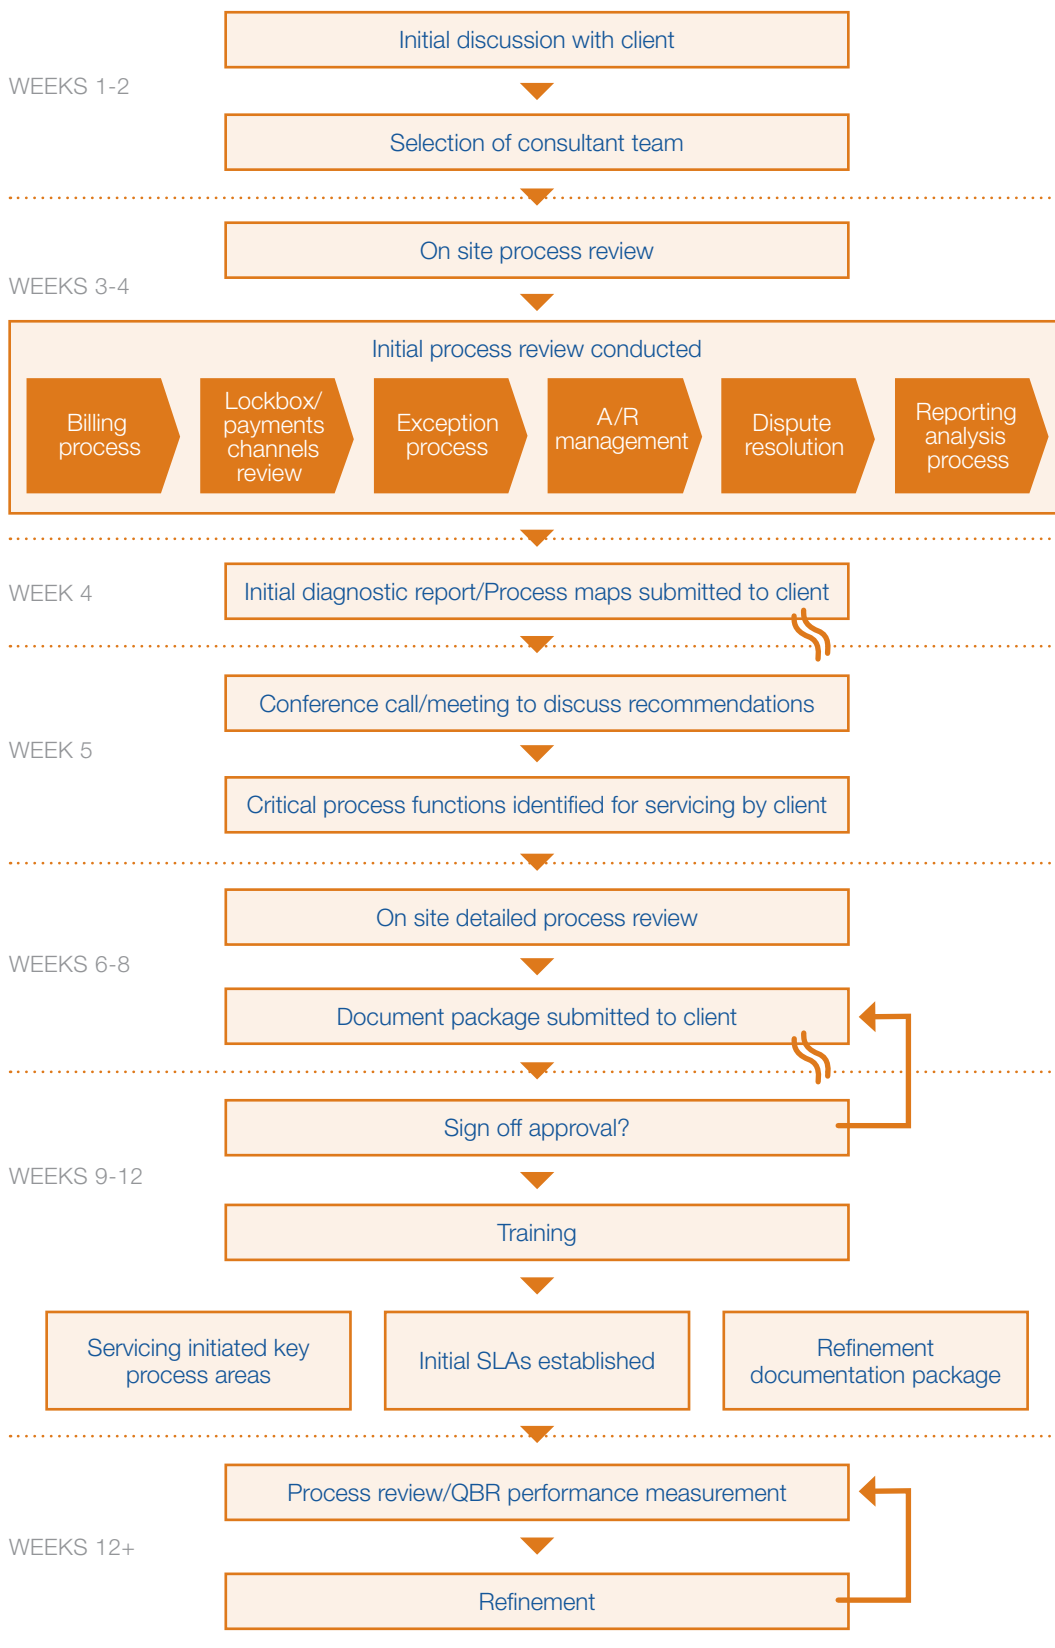 Initial discussion with client
WEEKS 1-2
Selection of consultant team
On site process review
WEEKS 3-4
Initial process review conducted
Billing
process
Lockbox/
payments
channels
review
Exception
process
A/R
management
Dispute
resolution
Reporting
analysis
process
WEEK 4
Initial diagnostic report/Process maps submitted to client
Conference call/meeting to discuss recommendations
WEEK 5
Critical process functions identified for servicing by client
On site detailed process review
WEEKS 6-8
Document package submitted to client
Sign off approval?
WEEKS 9-12
Training
Servicing initiated key
process areas
Initial SLAs established
Refinement
documentation package
Process review/QBR performance measurement
WEEKS 12+
Refinement